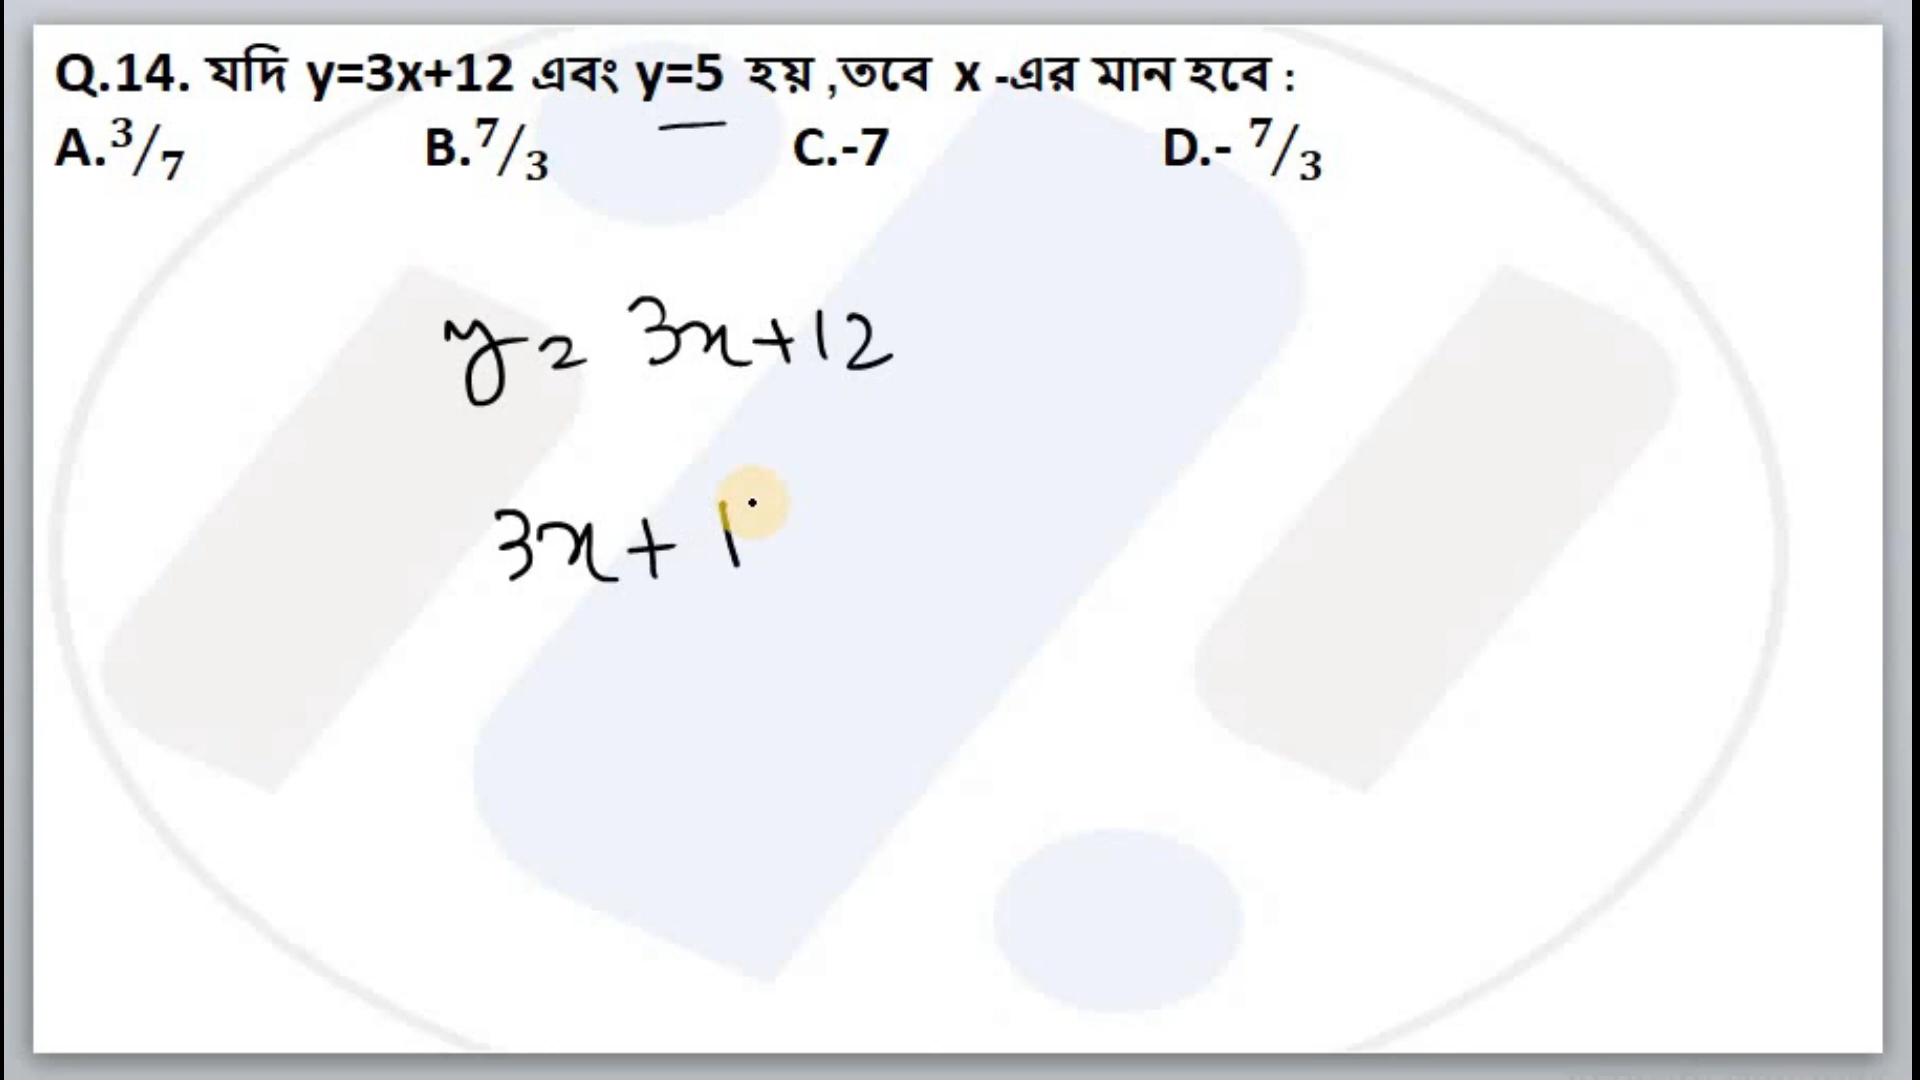 Q.14. যদি y=3x+12 এবং y=5 হয় ,তবে x -এর মান হবে :
A.3/7 B.7/3 C.-7 D.- 7/3
y = 3x+12
3x + 1